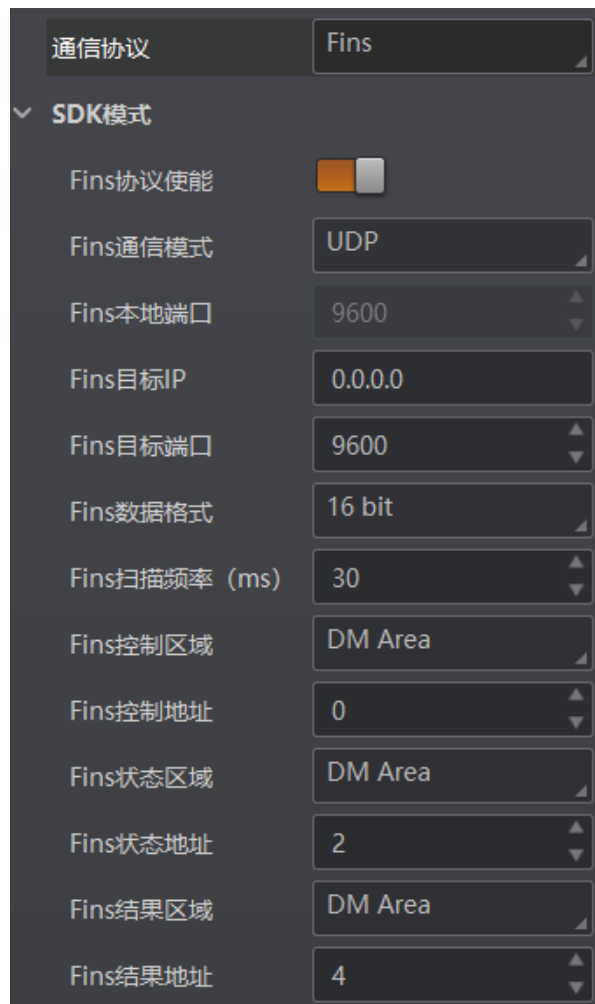 通信协议 Fins
SDK模式
Fins协议使能
Fins通信模式 UDP
Fins本地端口 9600
Fins目标IP 0.0.0.0
Fins目标端口 9600
Fins数据格式 16 bit
Fins扫描频率（ms） 30
Fins控制区域 DM Area
Fins控制地址 0
Fins状态区域 DM Area
Fins状态地址 2
Fins结果区域 DM Area
Fins结果地址 4